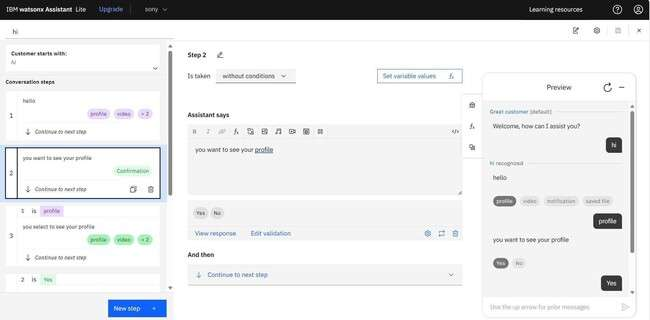 IBM watsonx Assistant Lite Upgrade sony Learning resources
hi
Customer starts with:
hi
Conversation steps
1
hello
profile video + 2
Continue to next step
2
you want to see your profile
Confirmation
Continue to next step
1 is profile
3
you select to see your profile
profile video + 2
Continue to next step
2 is Yes
New step +
Step 2
Is taken without conditions
Set variable values fx
Assistant says
B I
you want to see your profile
Yes No
View response Edit validation
And then
Continue to next step
Preview
Great customer (default)
Welcome, how can I assist you?
hi
hi recognized
hello
profile video notification saved file
profile
you want to see your profile
Yes No
Yes
Use the up arrow for prior messages